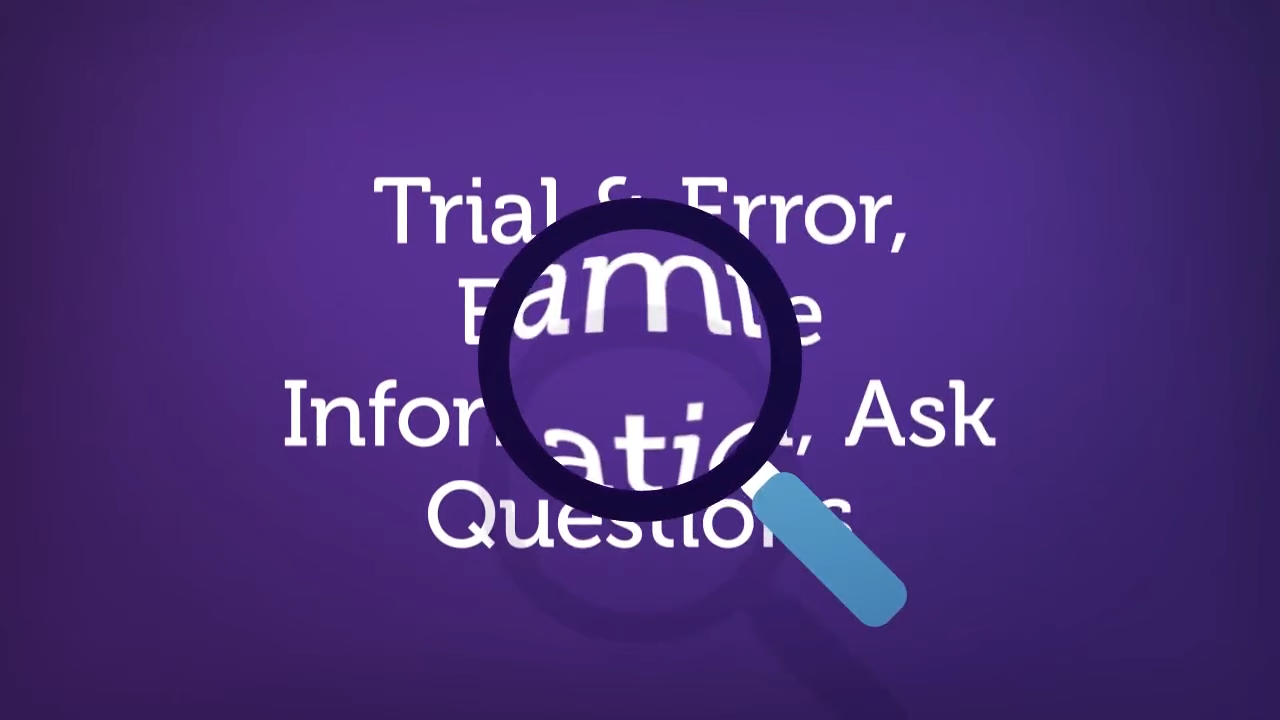 Trial & Error,
Examine
Information, Ask
Questions